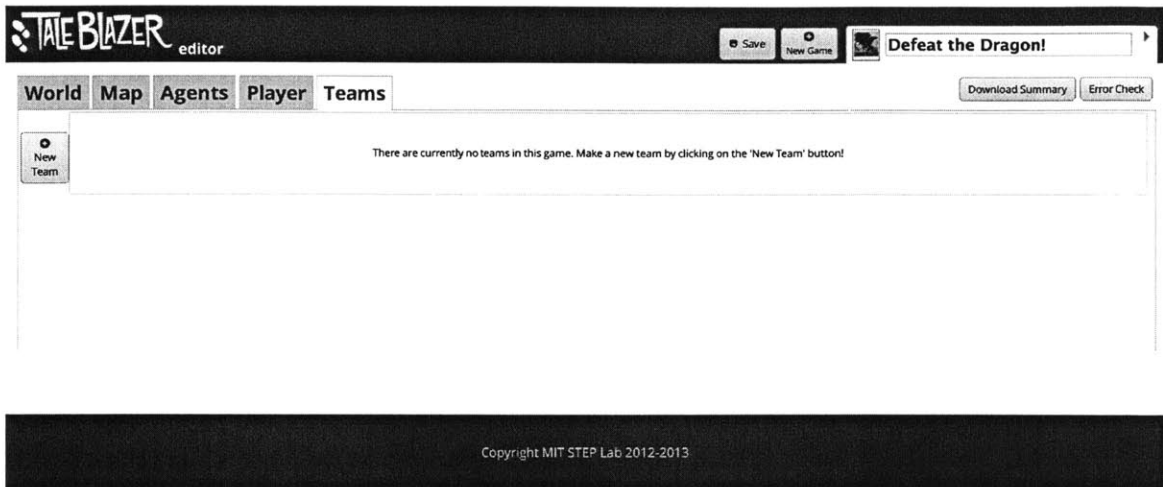 TALEBLAZER editor
Save
New Game
Defeat the Dragon!
World Map Agents Player Teams
Download Summary
Error Check
New
Team
There are currently no teams in this game. Make a new team by clicking on the 'New Team' button!
Copyright MIT STEP Lab 2012-2013